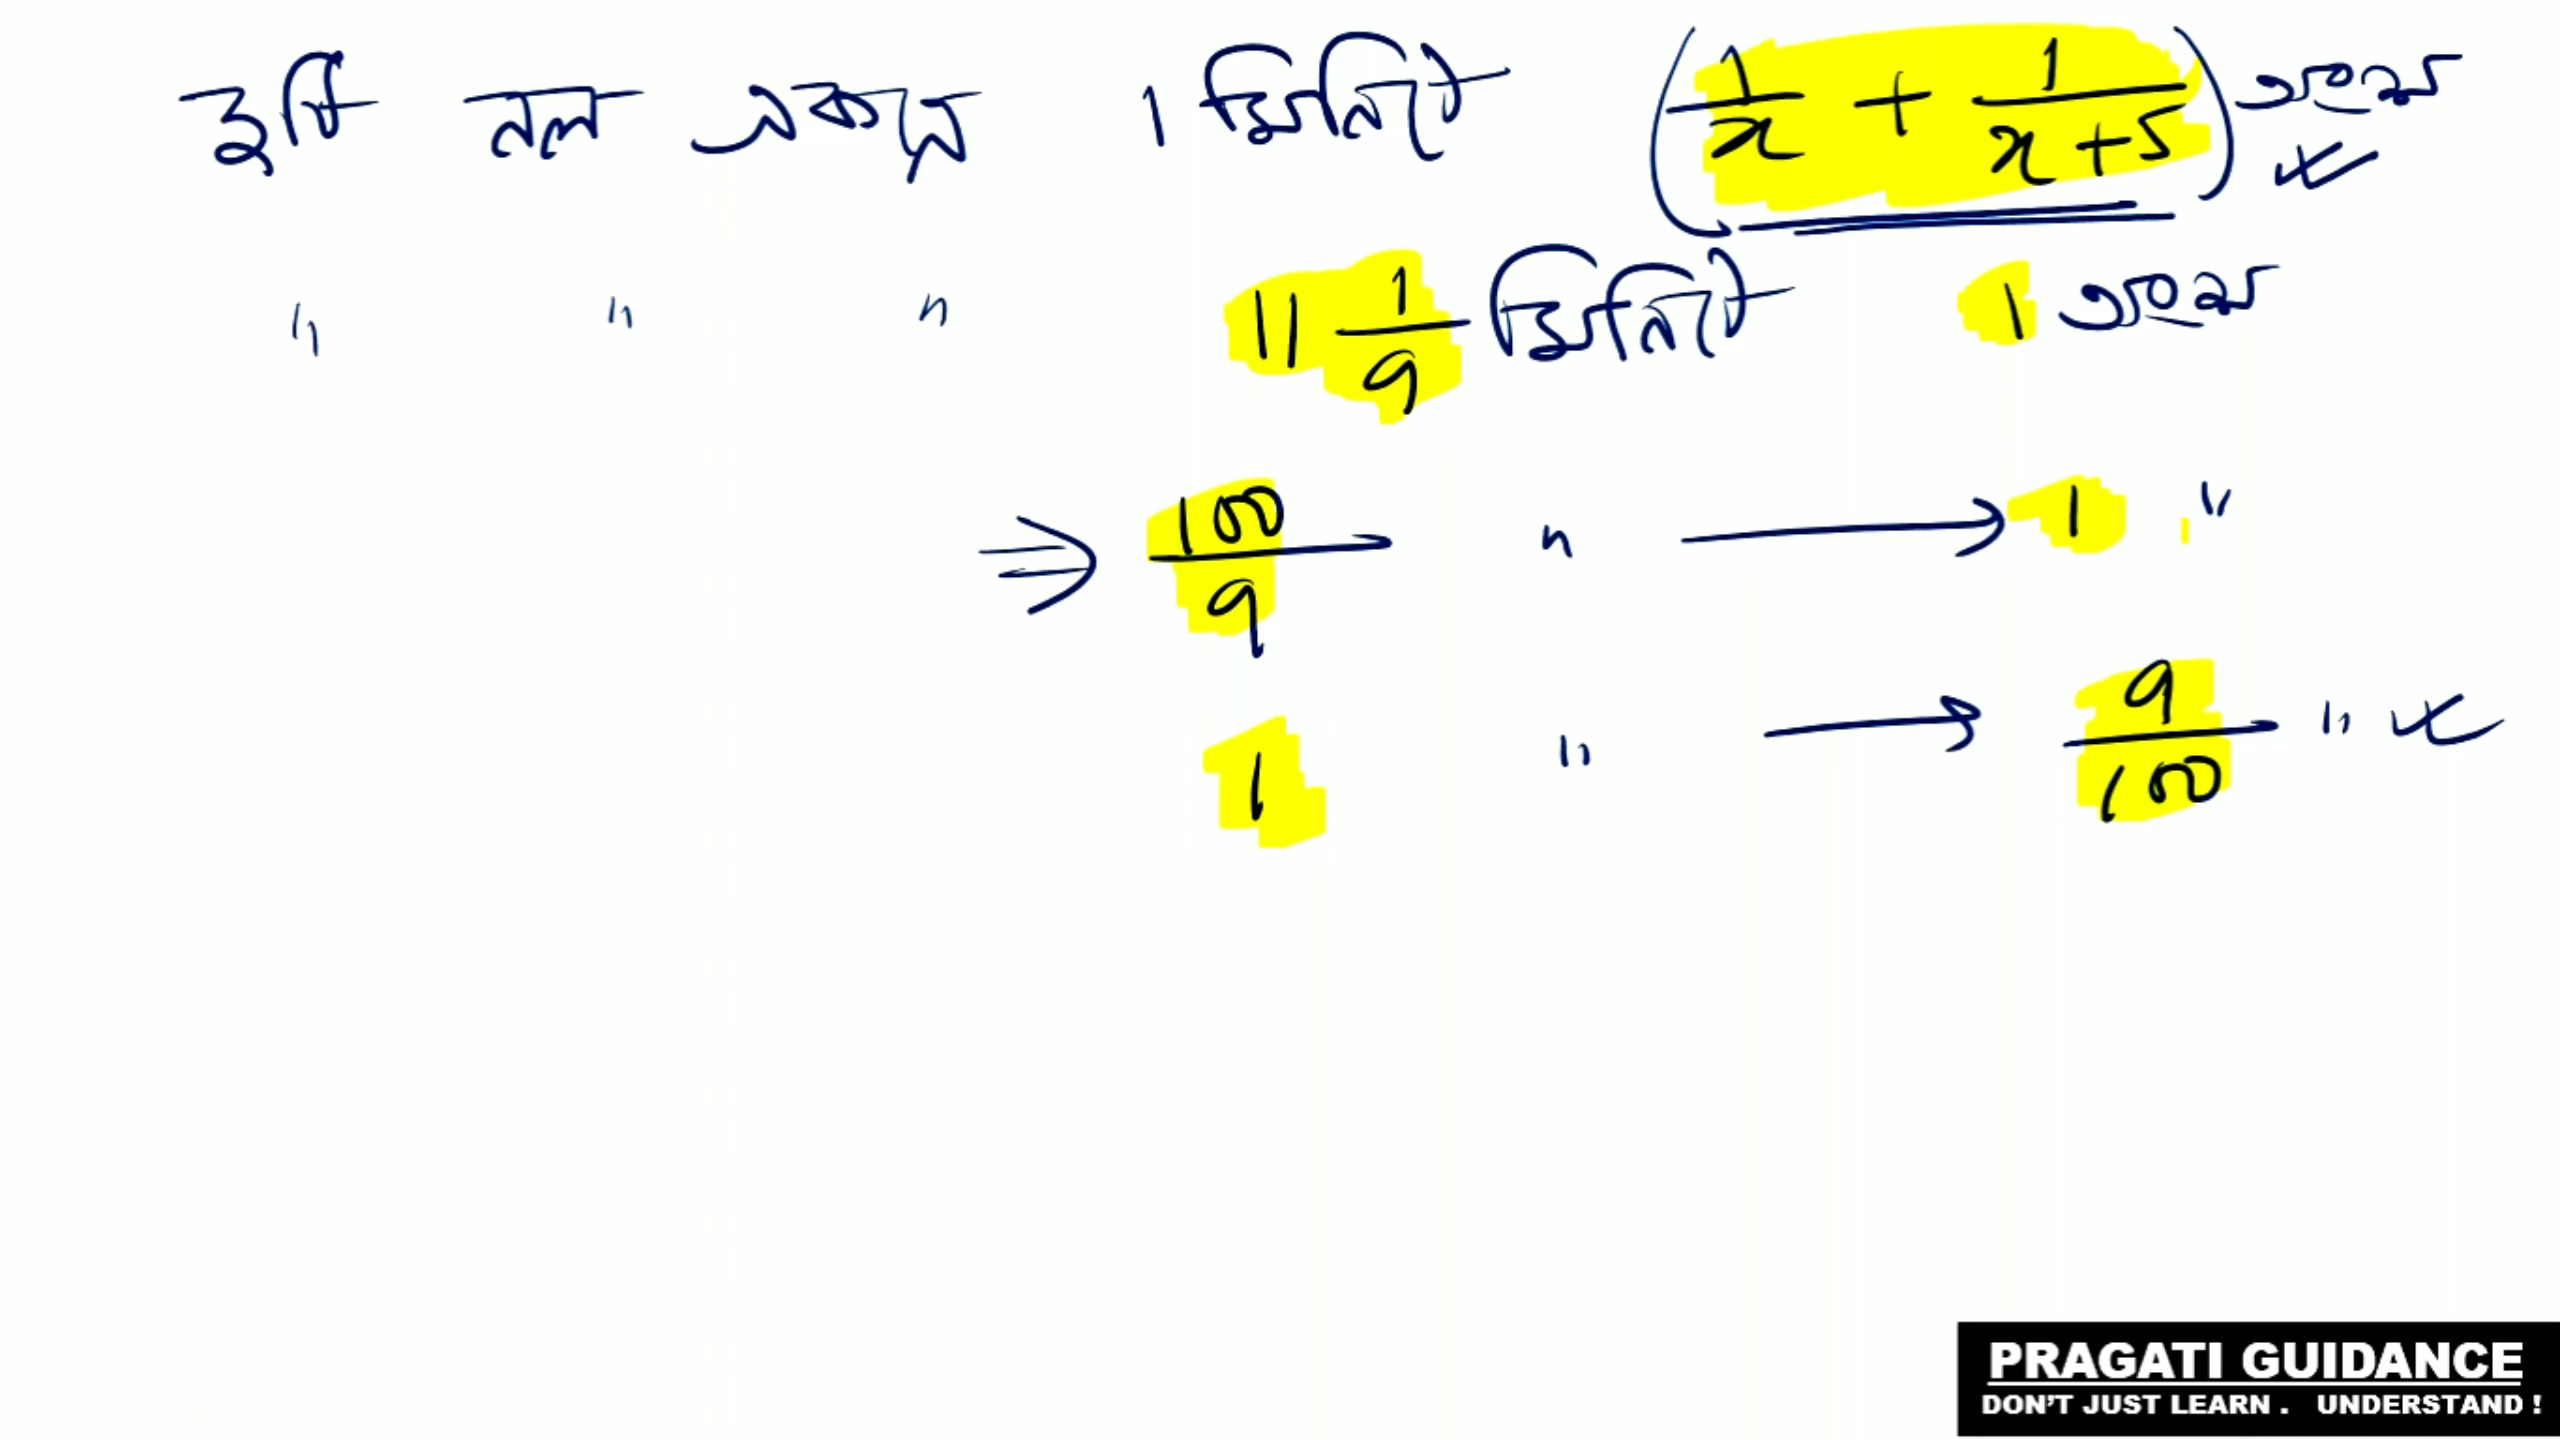 দুটি নল একত্রে 1 মিনিটে (1/x + 1/x+5) অংশ
" " " 11 1/9 মিনিটে 1 অংশ
⇒ 100/9 " → 1 "
1 " → 9/100 "
PRAGATI GUIDANCE
DON'T JUST LEARN . UNDERSTAND !